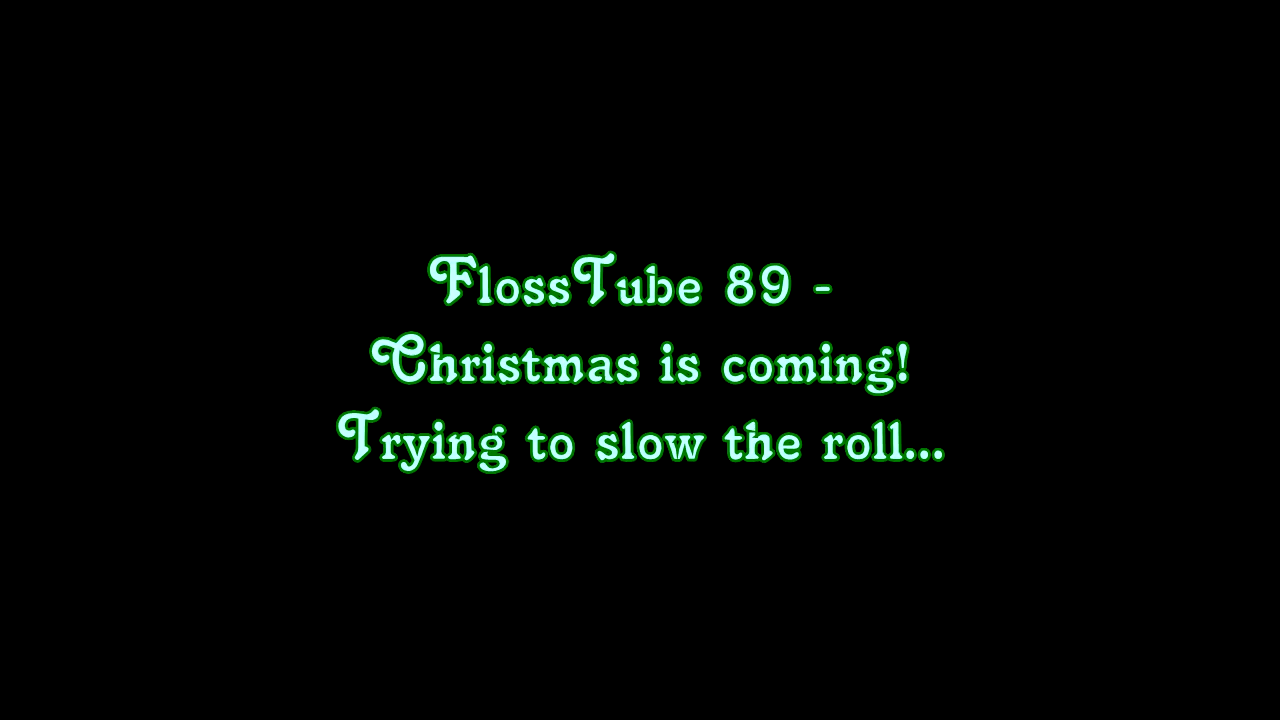 FlossTube 89 -
Christmas is coming!
Trying to slow the roll...